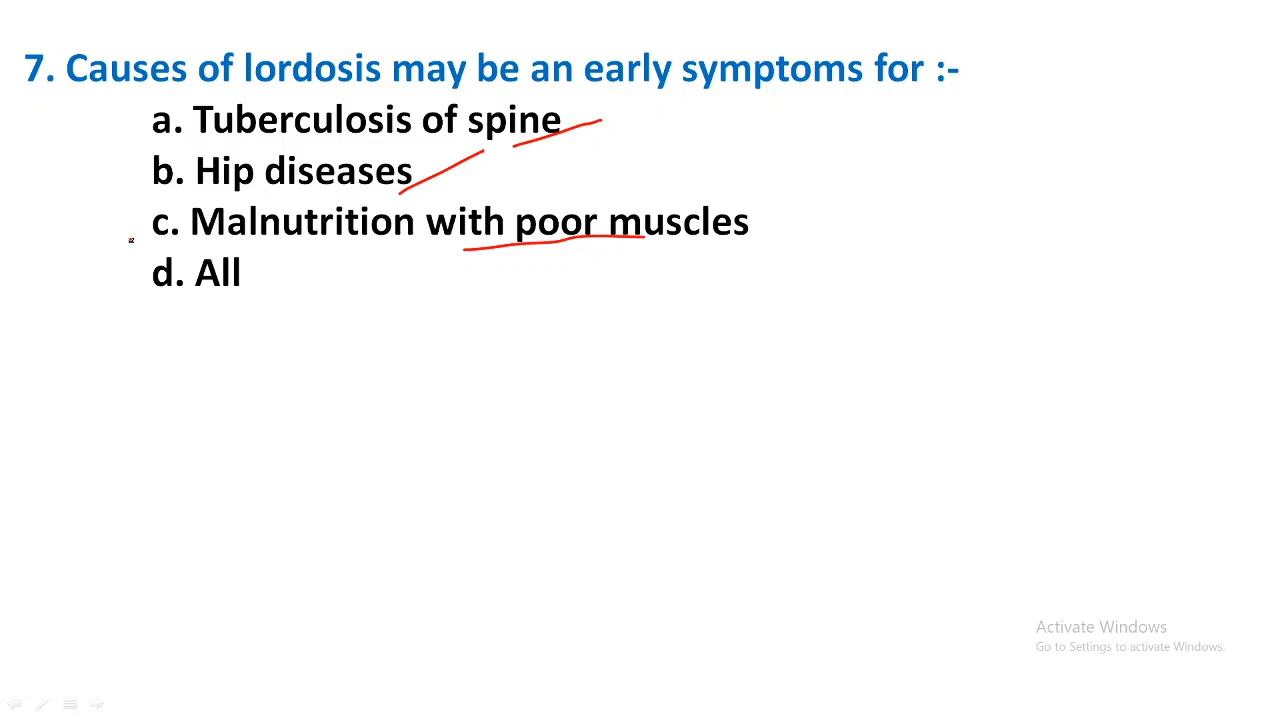 7. Causes of lordosis may be an early symptoms for :-
a. Tuberculosis of spine
b. Hip diseases
c. Malnutrition with poor muscles
d. All
Activate Windows
Go to Settings to activate Windows.